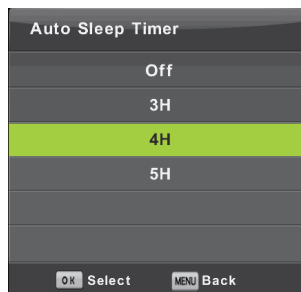 Auto Sleep Timer
Off
3H
4H
5H
OK Select MENU Back